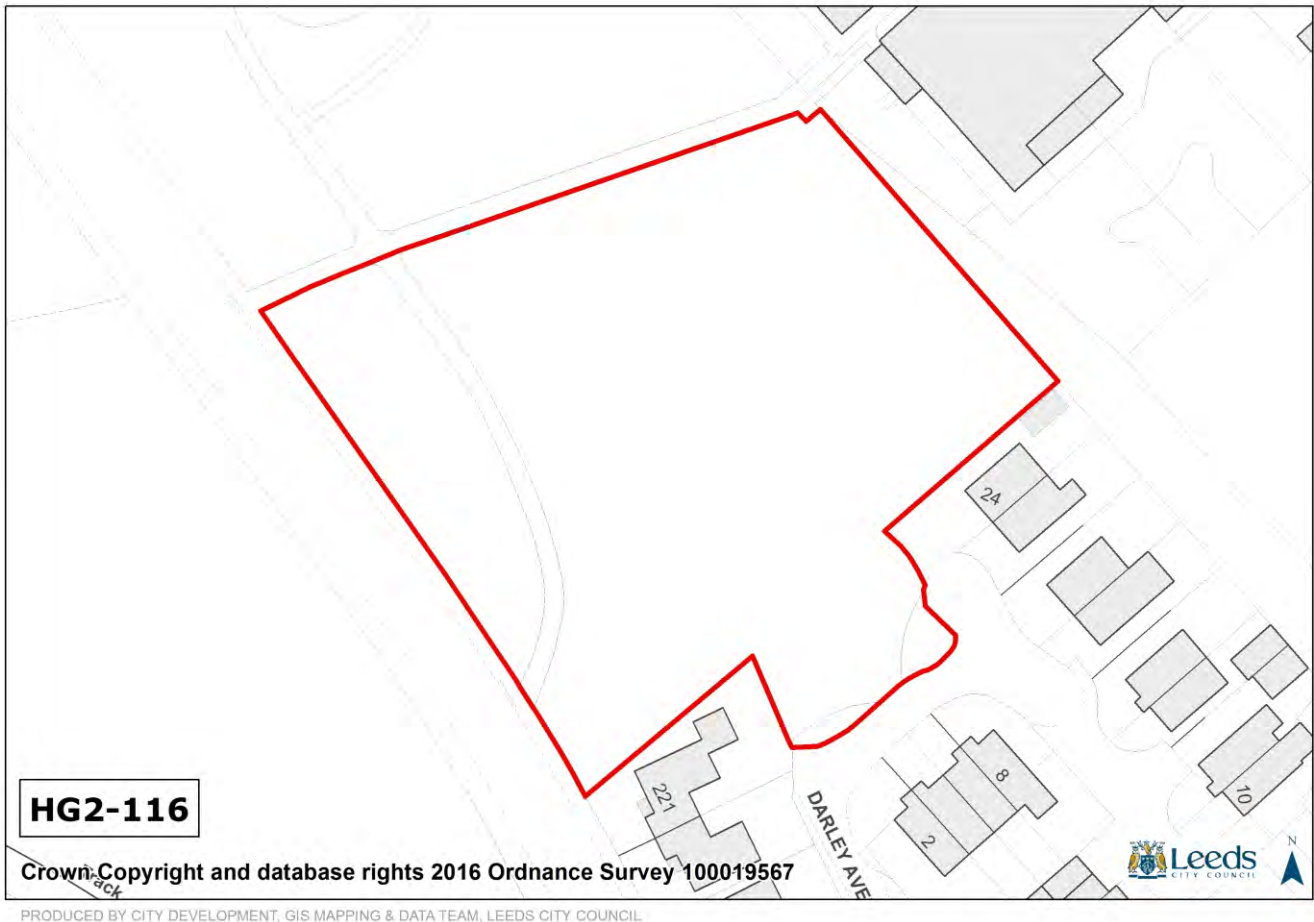 24
221
8
10
2
DARLEY AVE
HG2-116
Track
Crown Copyright and database rights 2016 Ordnance Survey 100019567
Leeds
CITY COUNCIL
N
PRODUCED BY CITY DEVELOPMENT, GIS MAPPING & DATA TEAM, LEEDS CITY COUNCIL